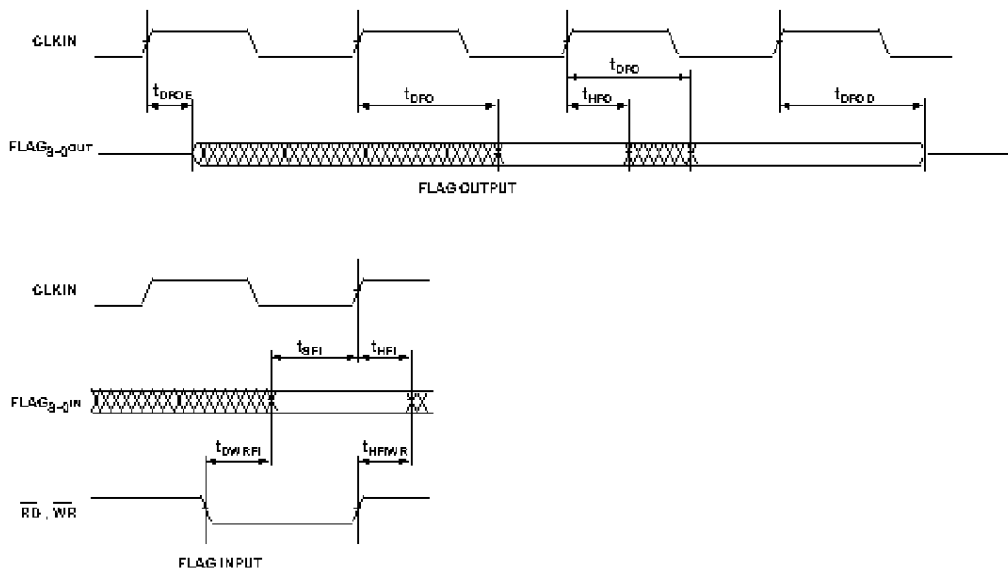 CLKIN
tDFOE
tDFO
tDFO
tHFO
tDFOD
FLAG3–0OUT
FLAG OUTPUT
CLKIN
tSFI
tHFI
FLAG3–0IN
tDWRFI
tHFIWR
RD, WR
FLAG INPUT